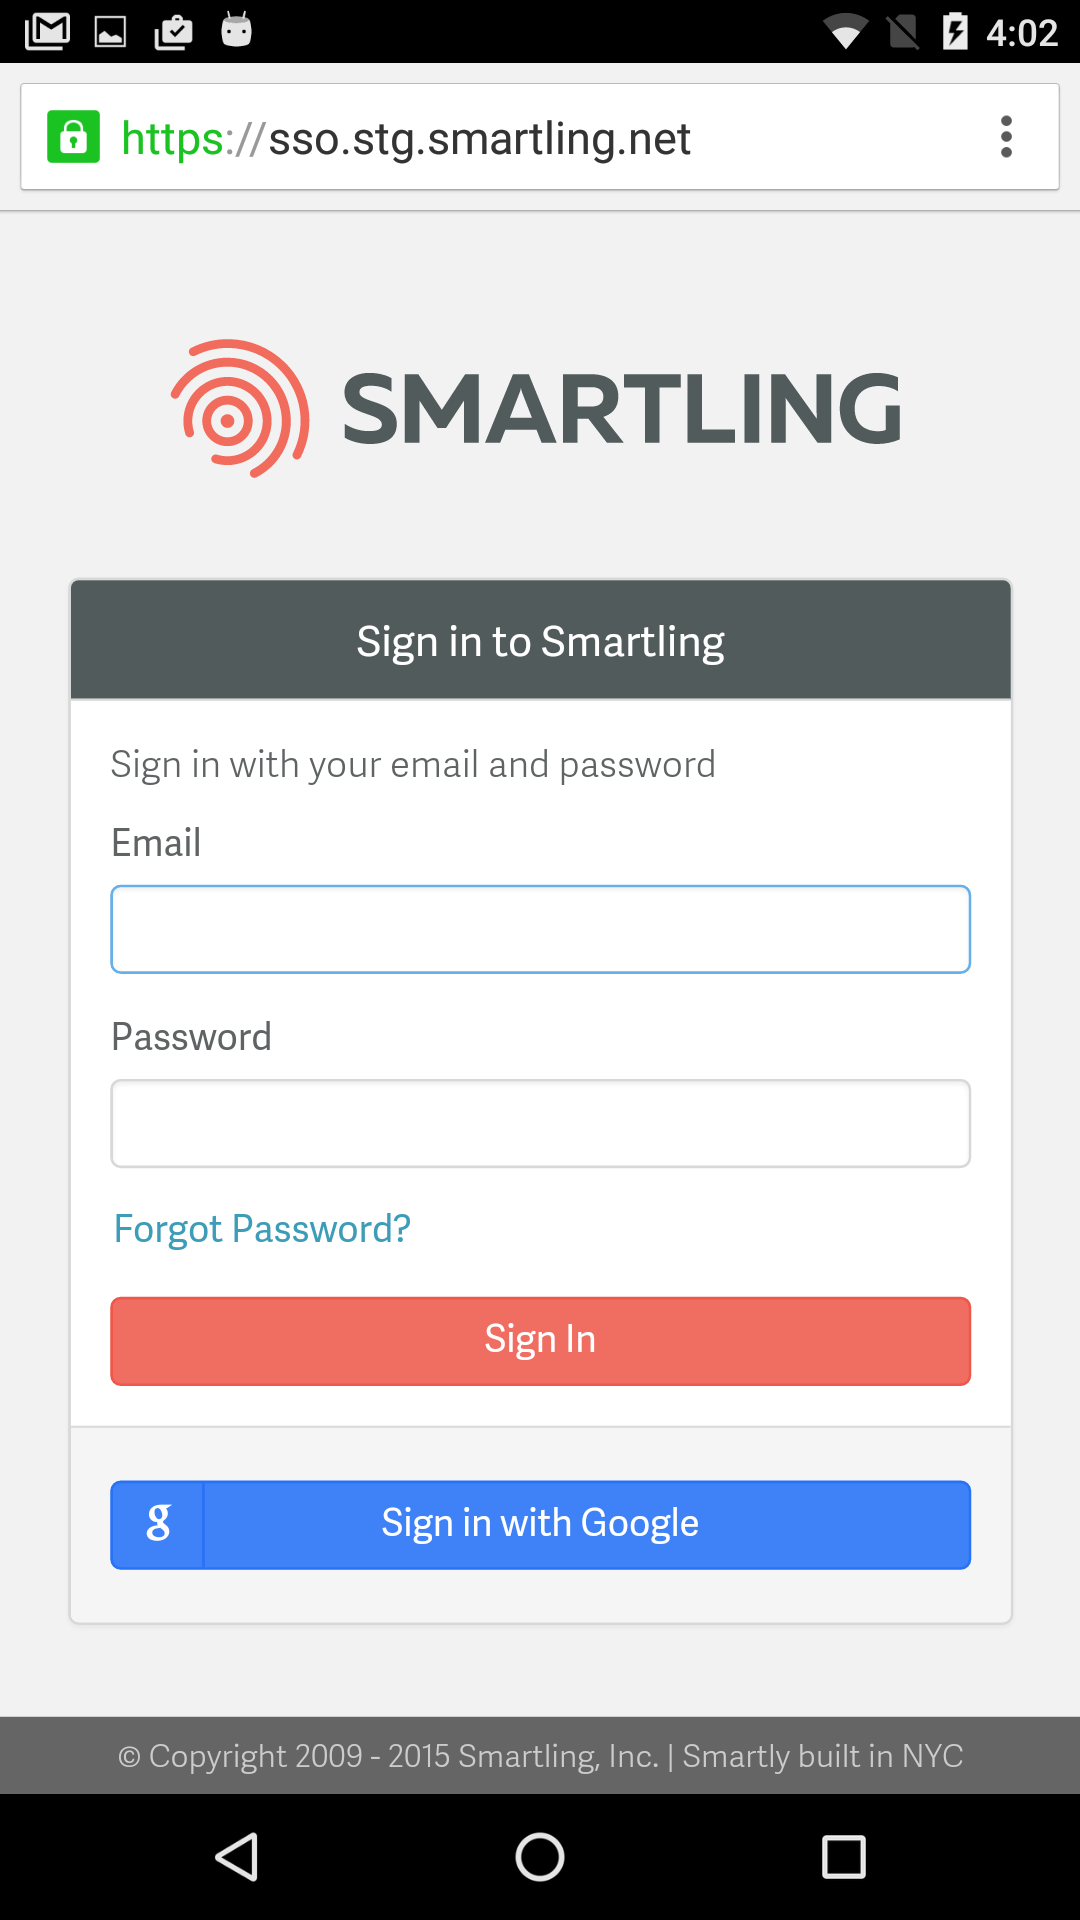 4:02
https://sso.stg.smartling.net
SMARTLING
Sign in to Smartling
Sign in with your email and password
Email
Password
Forgot Password?
Sign In
g Sign in with Google
© Copyright 2009 - 2015 Smartling, Inc. | Smartly built in NYC